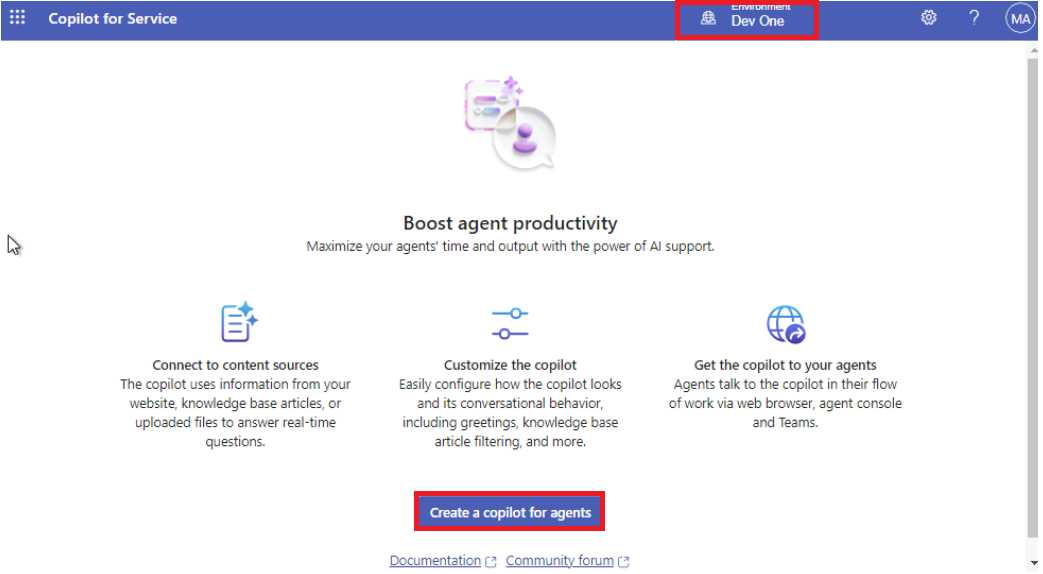 Copilot for Service
Environment
Dev One
?
MA
Boost agent productivity
Maximize your agents' time and output with the power of AI support.
Connect to content sources
The copilot uses information from your
website, knowledge base articles, or
uploaded files to answer real-time
questions.
Customize the copilot
Easily configure how the copilot looks
and its conversational behavior,
including greetings, knowledge base
article filtering, and more.
Get the copilot to your agents
Agents talk to the copilot in their flow
of work via web browser, agent console
and Teams.
Create a copilot for agents
Documentation
Community forum